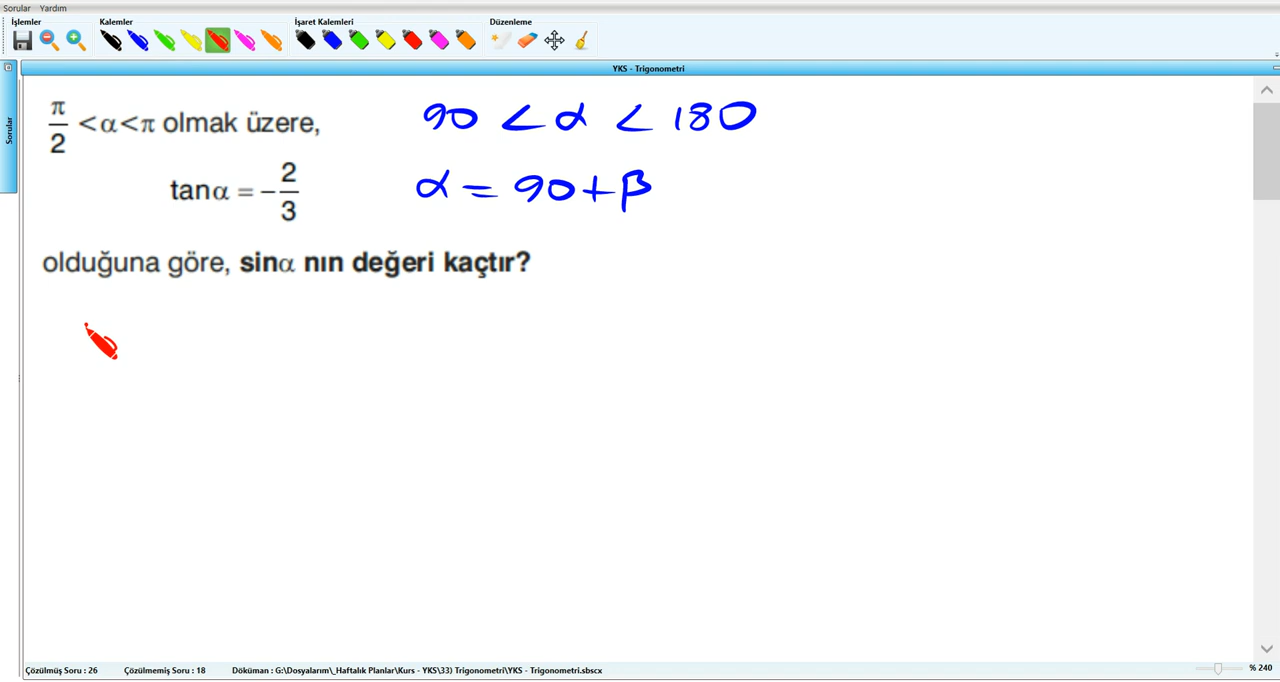 Sorular Yardım
İşlemler Kalemler İşaret Kalemleri Düzenleme
YKS - Trigonometri
Sorular
π/2 < α < π olmak üzere,
90 < α < 180
tanα = -2/3
α = 90 + β
olduğuna göre, sinα nın değeri kaçtır?
Çözülmüş Soru : 26 Çözülmemiş Soru : 18 Döküman : G:\Dosyalarım\_Haftalık Planlar\Kurs - YKS\33) Trigonometri\YKS - Trigonometri.sbscx % 240